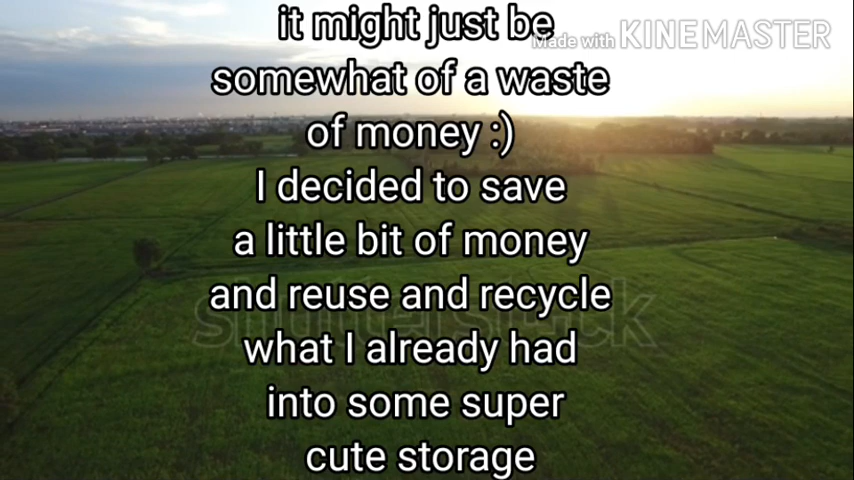 it might just be
Made with KINEMASTER
somewhat of a waste
of money :)
I decided to save
a little bit of money
and reuse and recycle
shutterstock
what I already had
into some super
cute storage